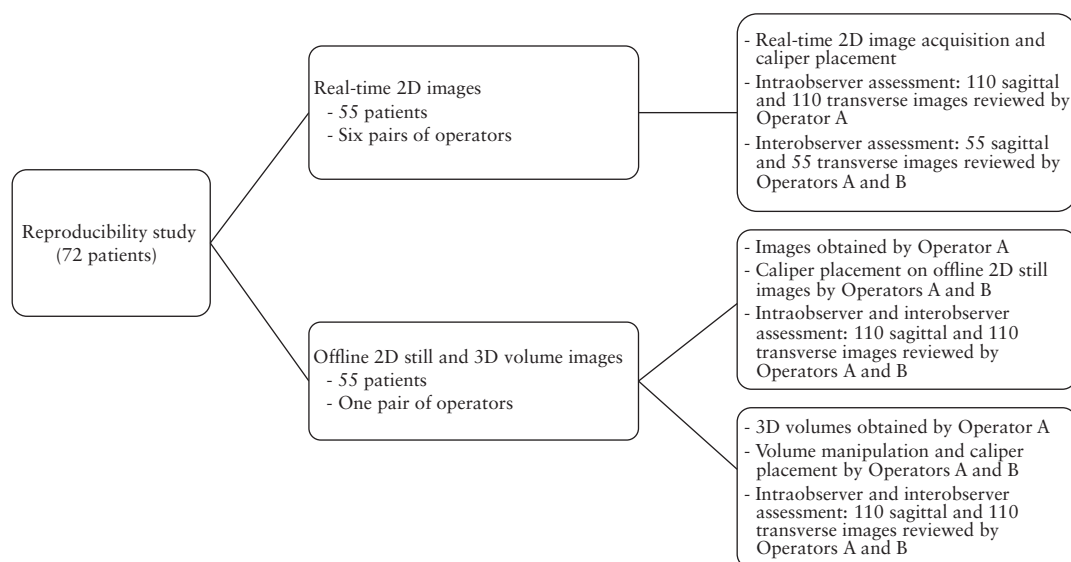 Reproducibility study
(72 patients)
Real-time 2D images
- 55 patients
- Six pairs of operators
Offline 2D still and 3D volume images
- 55 patients
- One pair of operators
- Real-time 2D image acquisition and
caliper placement
- Intraobserver assessment: 110 sagittal
and 110 transverse images reviewed by
Operator A
- Interobserver assessment: 55 sagittal
and 55 transverse images reviewed by
Operators A and B
- Images obtained by Operator A
- Caliper placement on offline 2D still
images by Operators A and B
- Intraobserver and interobserver
assessment: 110 sagittal and 110
transverse images reviewed by
Operators A and B
- 3D volumes obtained by Operator A
- Volume manipulation and caliper
placement by Operators A and B
- Intraobserver and interobserver
assessment: 110 sagittal and 110
transverse images reviewed by
Operators A and B